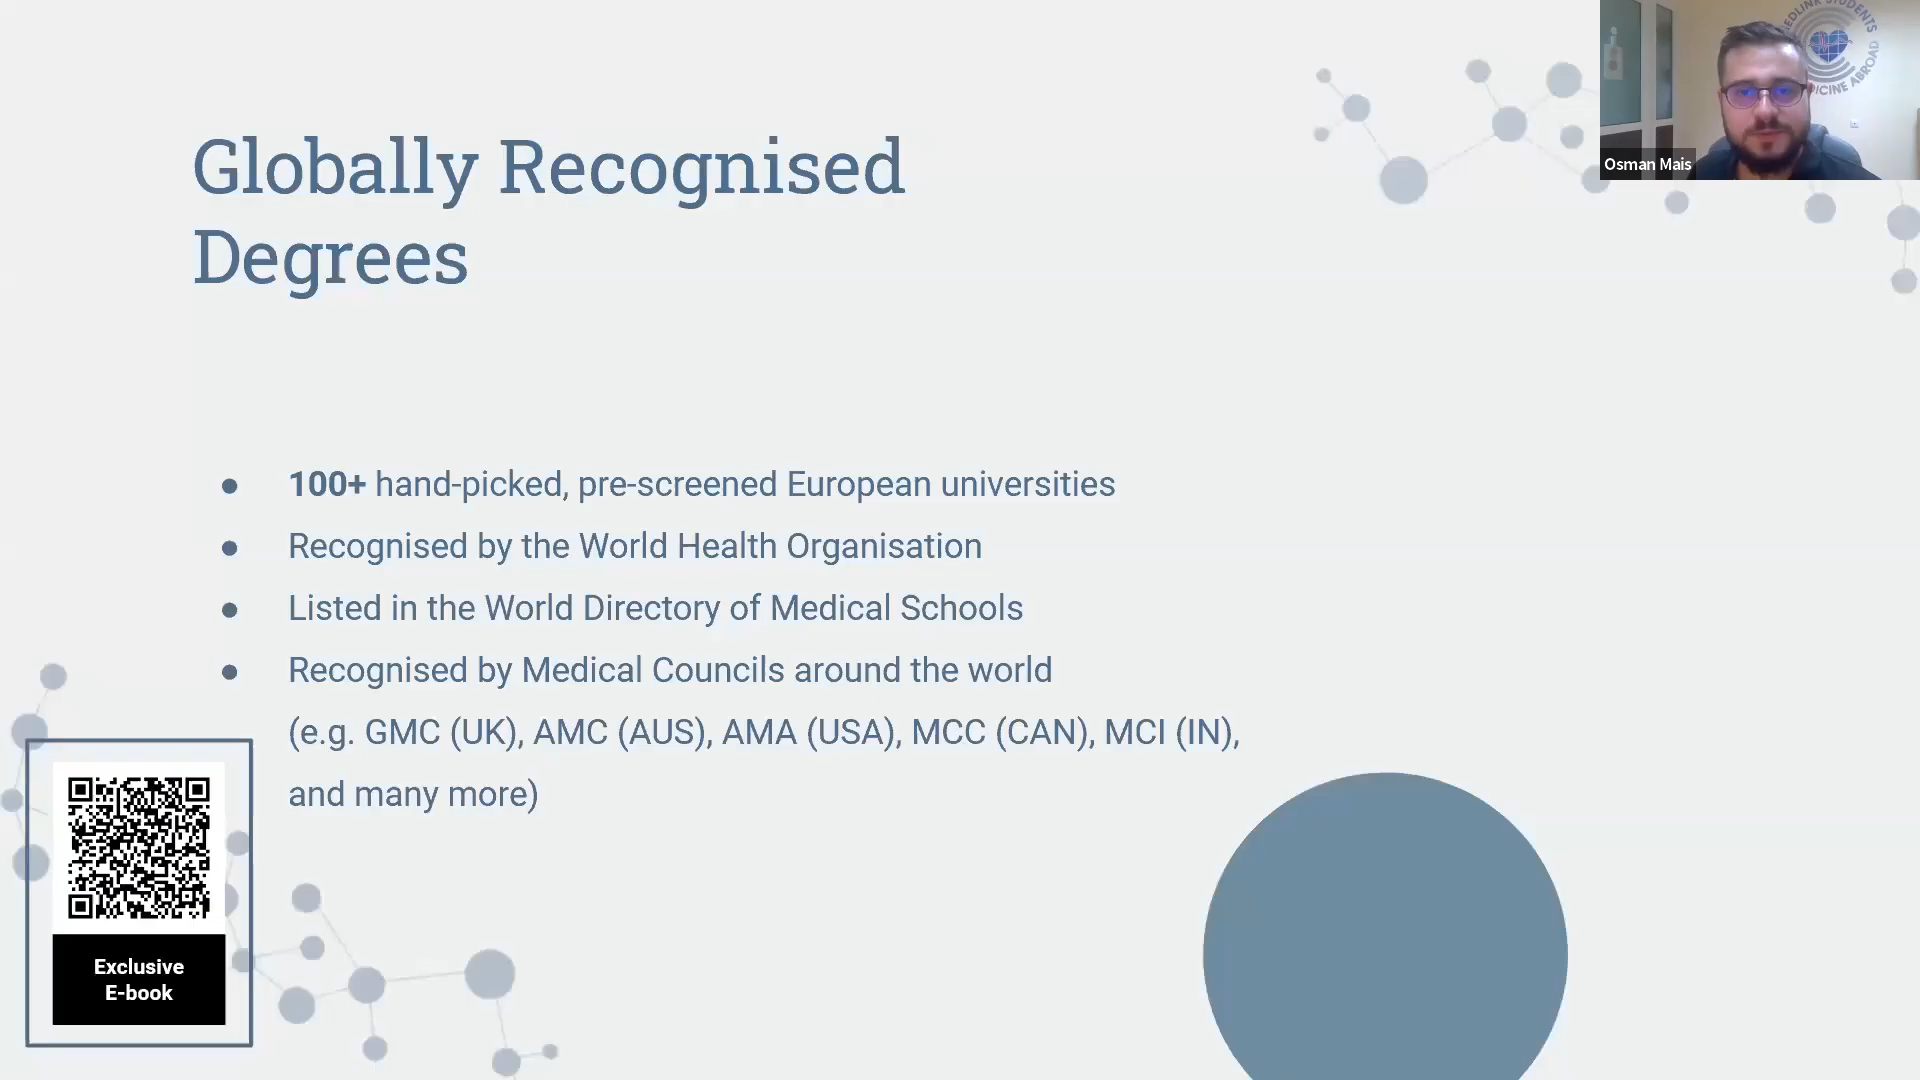 Globally Recognised
Degrees
● 100+ hand-picked, pre-screened European universities
● Recognised by the World Health Organisation
● Listed in the World Directory of Medical Schools
● Recognised by Medical Councils around the world
(e.g. GMC (UK), AMC (AUS), AMA (USA), MCC (CAN), MCI (IN),
and many more)
Exclusive
E-book
STUDENTS
ABROAD
Osman Mais